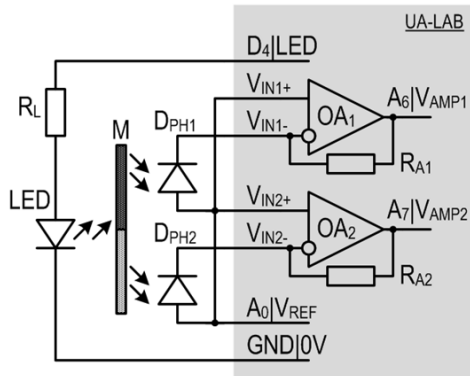 UA-LAB
D4|LED
VIN1+
A6|VAMP1
RL
M
DPH1
VIN1-
OA1
RA1
LED
VIN2+
A7|VAMP2
DPH2
VIN2-
OA2
RA2
A0|VREF
GND|0V